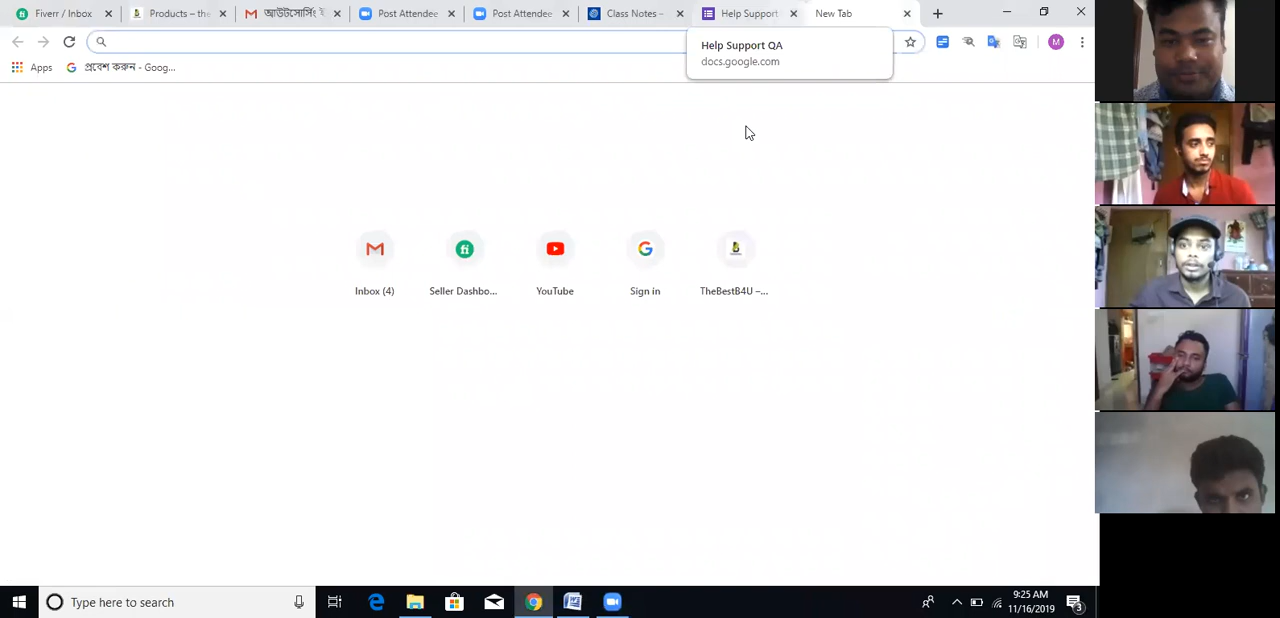 Fiverr / Inbox
Products – the
আউটসোর্সিং ই
Post Attendee
Post Attendee
Class Notes –
Help Support
New Tab
Help Support QA
docs.google.com
M
Apps
প্রবেশ করুন - Goog...
Inbox (4)
Seller Dashbo...
YouTube
Sign in
TheBestB4U –...
Type here to search
9:25 AM
11/16/2019
3